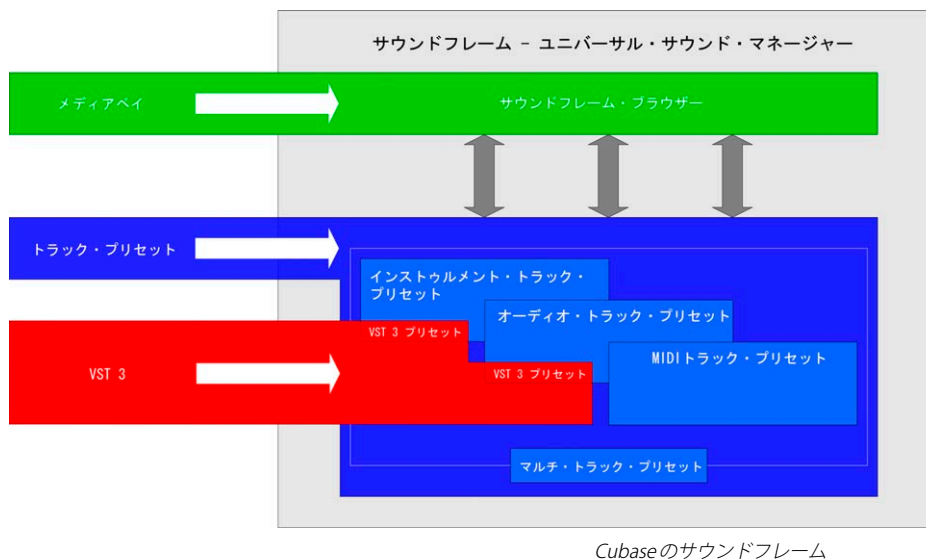 サウンドフレーム - ユニバーサル・サウンド・マネージャー
メディアベイ
サウンドフレーム・ブラウザー
トラック・プリセット
インストゥルメント・トラック・
プリセット
オーディオ・トラック・プリセット
VST 3 プリセット
MIDIトラック・プリセット
VST 3
VST 3 プリセット
マルチ・トラック・プリセット
Cubaseのサウンドフレーム